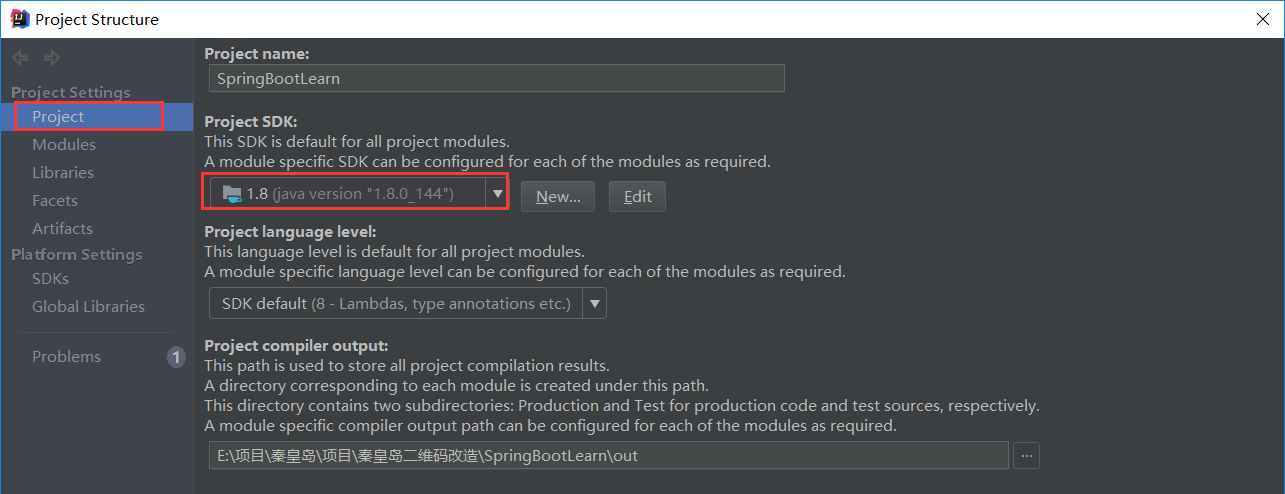 Project Structure
Project Settings
Project
Modules
Libraries
Facets
Artifacts
Platform Settings
SDKs
Global Libraries
Problems 1
Project name:
SpringBootLearn
Project SDK:
This SDK is default for all project modules.
A module specific SDK can be configured for each of the modules as required.
1.8 (java version "1.8.0_144")
New...
Edit
Project language level:
This language level is default for all project modules.
A module specific language level can be configured for each of the modules as required.
SDK default (8 - Lambdas, type annotations etc.)
Project compiler output:
This path is used to store all project compilation results.
A directory corresponding to each module is created under this path.
This directory contains two subdirectories: Production and Test for production code and test sources, respectively.
A module specific compiler output path can be configured for each of the modules as required.
E:\项目\秦皇岛\项目\秦皇岛二维码改造\SpringBootLearn\out
...